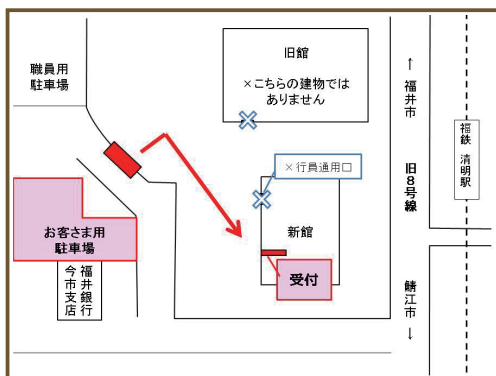 職員用
駐車場
旧館
×こちらの建物では
ありません
×行員通用口
新館
受付
お客さま用
駐車場
福井銀行
今市支店
↑
福井市
旧8号線
鯖江市
↓
福鉄 清明駅